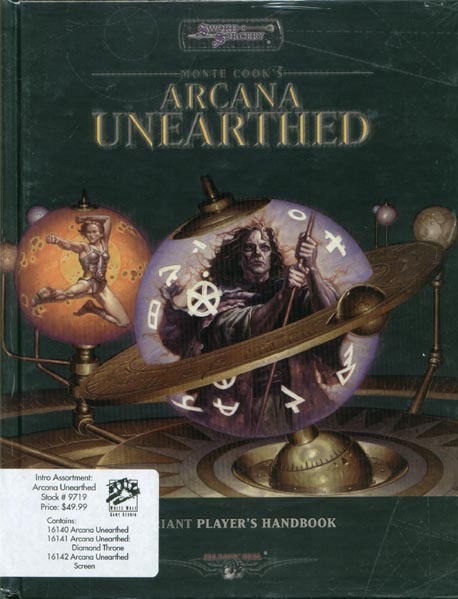 SWORD & SORCERY
MONTE COOK'S
ARCANA
UNEARTHED
Intro Assortment:
Arcana Unearthed
Stock # 9719
Price: $49.99
Contains:
16140 Arcana Unearthed
16141 Arcana Unearthed:
Diamond Throne
16142 Arcana Unearthed
Screen
WHITE WOLF
GAME STUDIO
RIANT PLAYER'S HANDBOOK
MALHAVOC